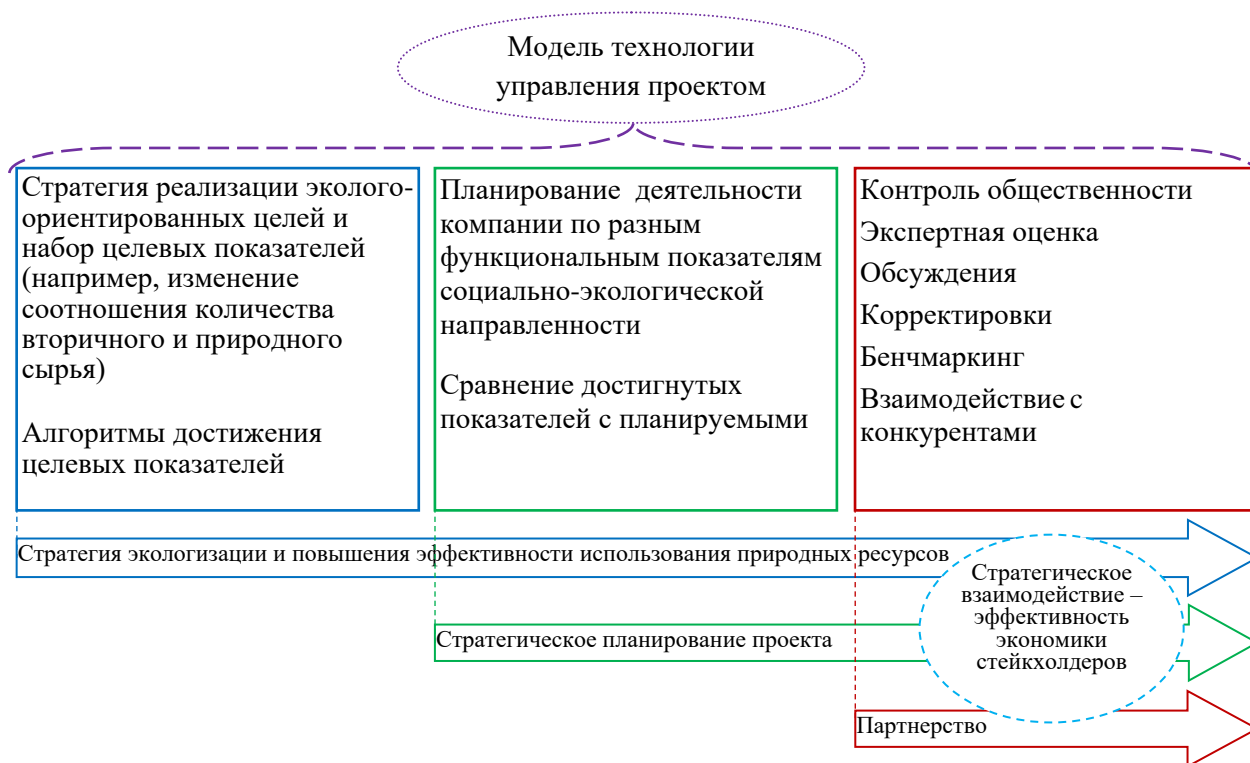 Модель технологии
управления проектом
Стратегия реализации эколого-
ориентированных целей и
набор целевых показателей
(например, изменение
соотношения количества
вторичного и природного
сырья)
Алгоритмы достижения
целевых показателей
Планирование деятельности
компании по разным
функциональным показателям
социально-экологической
направленности
Сравнение достигнутых
показателей с планируемыми
Контроль общественности
Экспертная оценка
Обсуждения
Корректировки
Бенчмаркинг
Взаимодействие с
конкурентами
Стратегия экологизации и повышения эффективности использования природных ресурсов
Стратегическое планирование проекта
Партнерство
Стратегическое
взаимодействие –
эффективность
экономики
стейкхолдеров